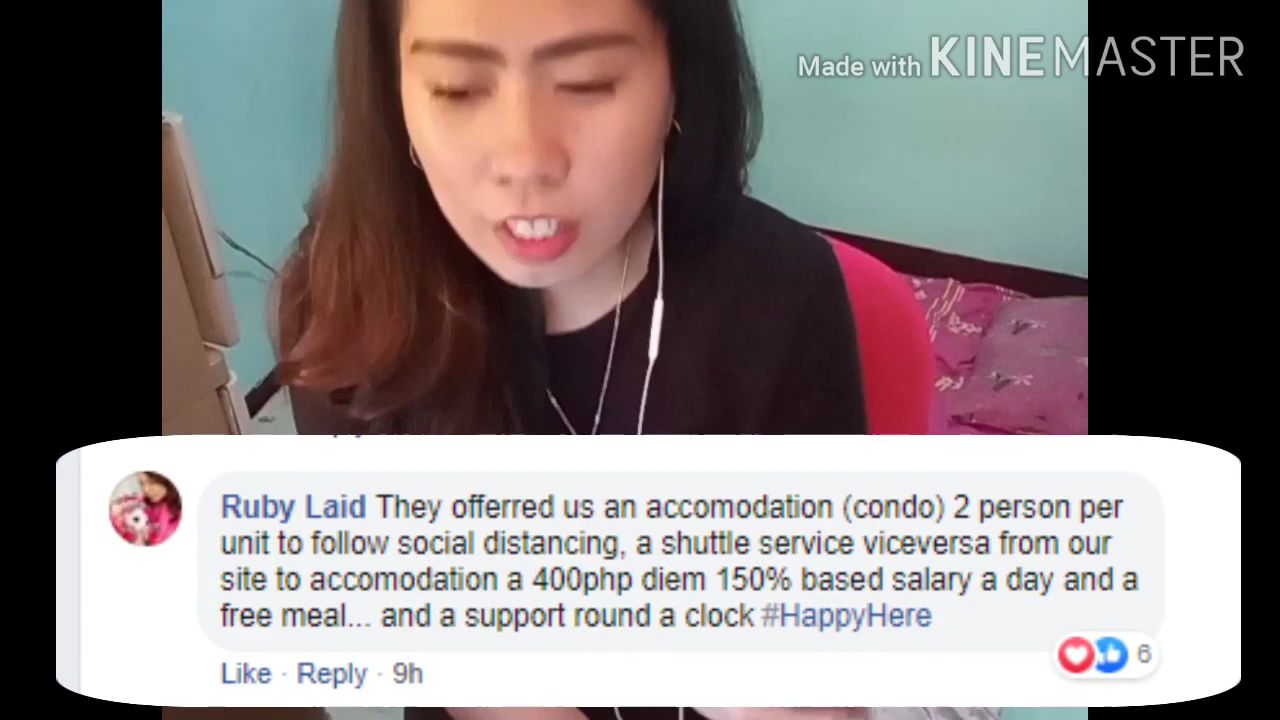 Made with KINEMASTER
Ruby Laid They offerred us an accomodation (condo) 2 person per
unit to follow social distancing, a shuttle service viceversa from our
site to accomodation a 400php diem 150% based salary a day and a
free meal... and a support round a clock #HappyHere
6
Like · Reply · 9h